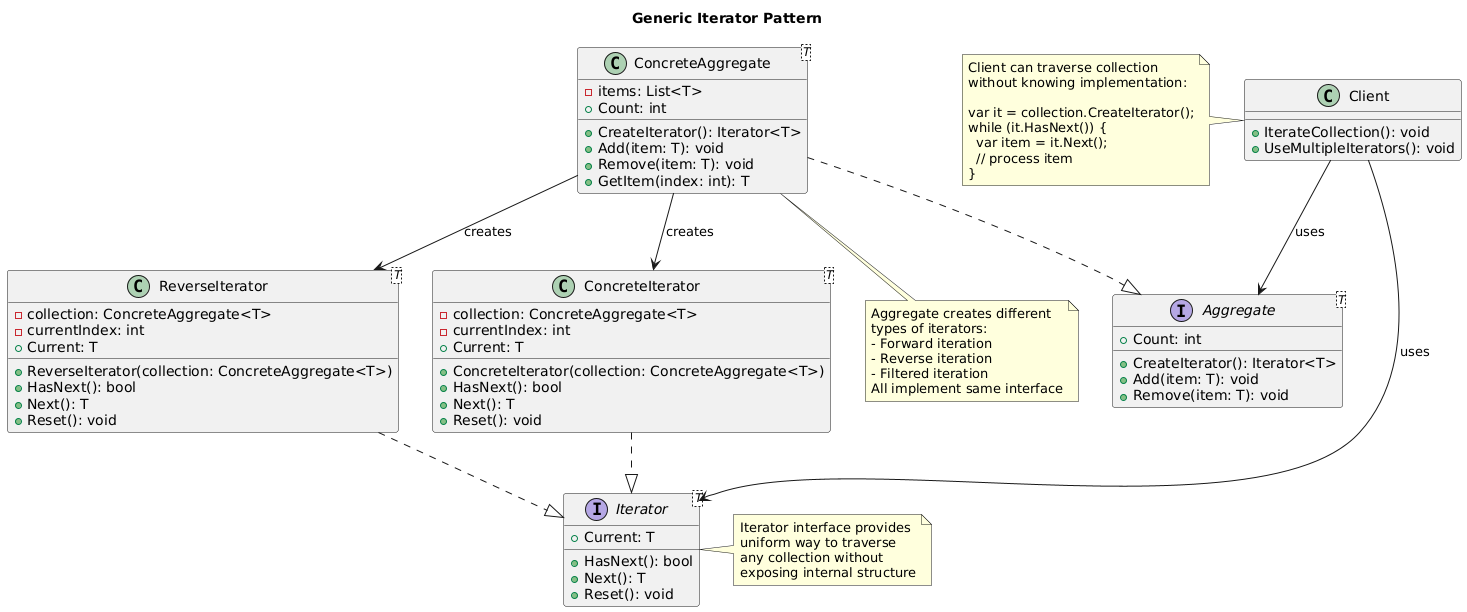 Generic Iterator Pattern
C ConcreteAggregate T
items: List<T>
Count: int
CreateIterator(): Iterator<T>
Add(item: T): void
Remove(item: T): void
GetItem(index: int): T
Client can traverse collection
without knowing implementation:
var it = collection.CreateIterator();
while (it.HasNext()) {
var item = it.Next();
// process item
}
C Client
IterateCollection(): void
UseMultipleIterators(): void
creates
creates
uses
uses
C ReverseIterator T
collection: ConcreteAggregate<T>
currentIndex: int
Current: T
ReverseIterator(collection: ConcreteAggregate<T>)
HasNext(): bool
Next(): T
Reset(): void
C ConcreteIterator T
collection: ConcreteAggregate<T>
currentIndex: int
Current: T
ConcreteIterator(collection: ConcreteAggregate<T>)
HasNext(): bool
Next(): T
Reset(): void
Aggregate creates different
types of iterators:
- Forward iteration
- Reverse iteration
- Filtered iteration
All implement same interface
I Aggregate T
Count: int
CreateIterator(): Iterator<T>
Add(item: T): void
Remove(item: T): void
I Iterator T
Current: T
HasNext(): bool
Next(): T
Reset(): void
Iterator interface provides
uniform way to traverse
any collection without
exposing internal structure